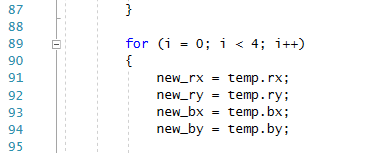 87 }
88
89 for (i = 0; i < 4; i++)
90 {
91 new_rx = temp.rx;
92 new_ry = temp.ry;
93 new_bx = temp.bx;
94 new_by = temp.by;
95